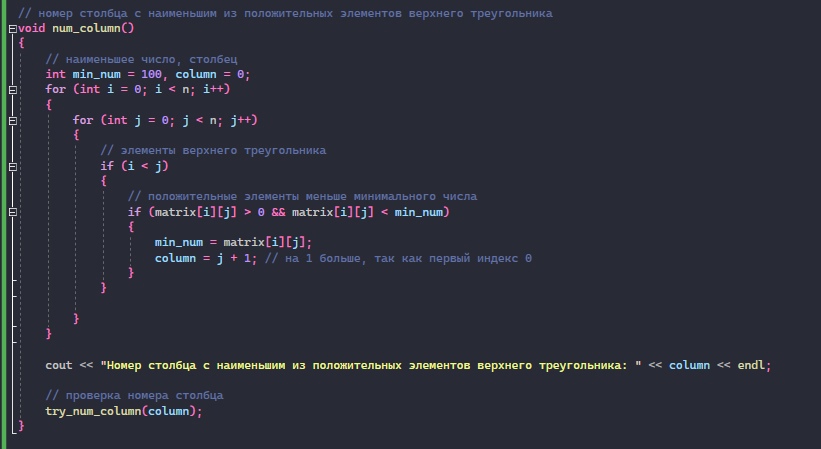 // номер столбца с наименьшим из положительных элементов верхнего треугольника
void num_column()
{
    // наименьшее число, столбец
    int min_num = 100, column = 0;
    for (int i = 0; i < n; i++)
    {
        for (int j = 0; j < n; j++)
        {
            // элементы верхнего треугольника
            if (i < j)
            {
                // положительные элементы меньше минимального числа
                if (matrix[i][j] > 0 && matrix[i][j] < min_num)
                {
                    min_num = matrix[i][j];
                    column = j + 1; // на 1 больше, так как первый индекс 0
                }
            }

        }
    }

    cout << "Номер столбца с наименьшим из положительных элементов верхнего треугольника: " << column << endl;

    // проверка номера столбца
    try_num_column(column);
}